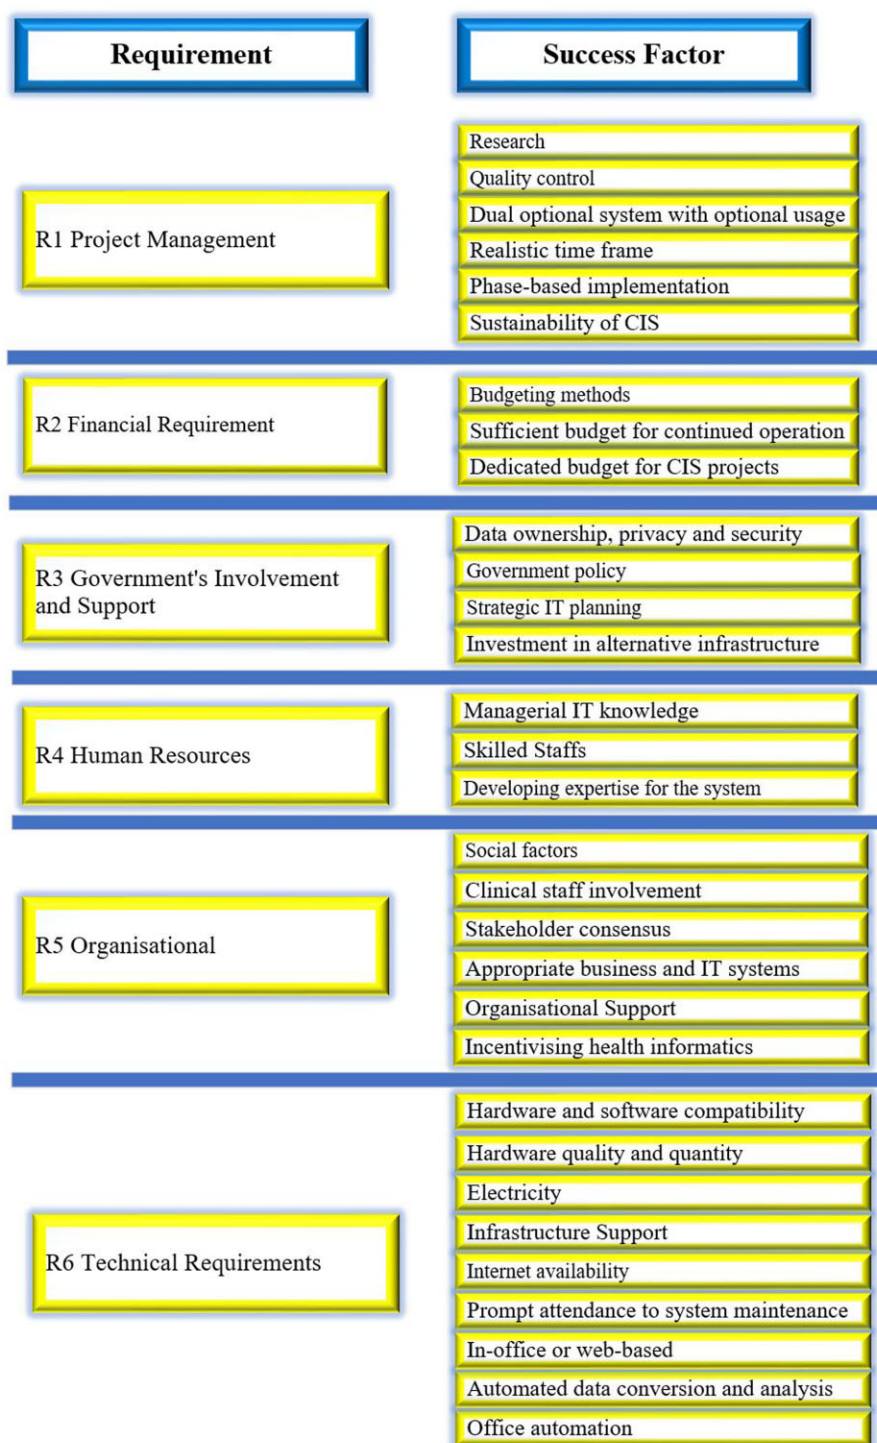 Requirement
Success Factor
R1 Project Management
Research
Quality control
Dual optional system with optional usage
Realistic time frame
Phase-based implementation
Sustainability of CIS
R2 Financial Requirement
Budgeting methods
Sufficient budget for continued operation
Dedicated budget for CIS projects
R3 Government's Involvement
and Support
Data ownership, privacy and security
Government policy
Strategic IT planning
Investment in alternative infrastructure
R4 Human Resources
Managerial IT knowledge
Skilled Staffs
Developing expertise for the system
R5 Organisational
Social factors
Clinical staff involvement
Stakeholder consensus
Appropriate business and IT systems
Organisational Support
Incentivising health informatics
R6 Technical Requirements
Hardware and software compatibility
Hardware quality and quantity
Electricity
Infrastructure Support
Internet availability
Prompt attendance to system maintenance
In-office or web-based
Automated data conversion and analysis
Office automation